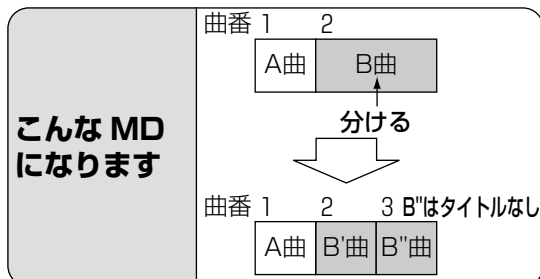 こんな MD
になります
曲番 1 2
A曲 B曲
分ける
曲番 1 2 3 B"はタイトルなし
A曲 B'曲 B"曲